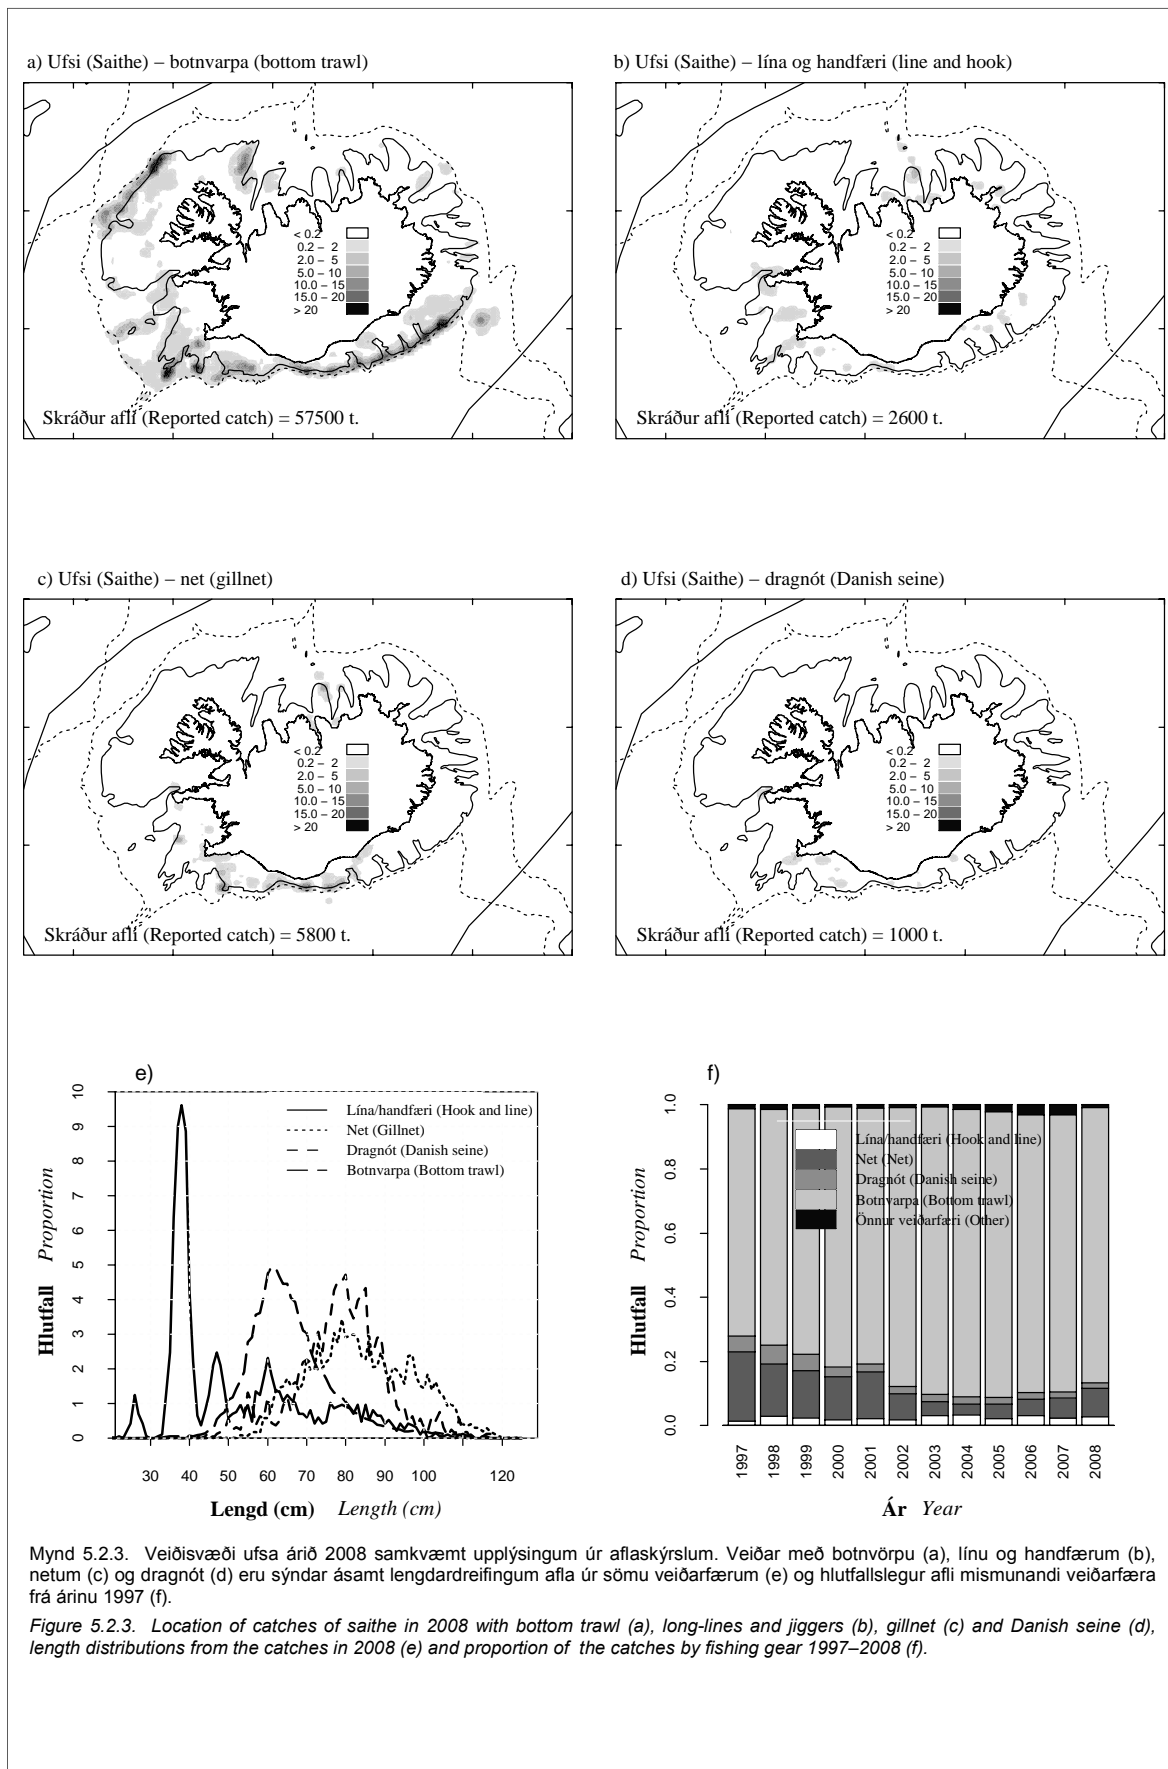 a) Ufsi (Saithe) – botnvarpa (bottom trawl)
< 0.2
0.2 – 2
2.0 – 5
5.0 – 10
10.0 – 15
15.0 – 20
> 20
Skráður afli (Reported catch) = 57500 t.
b) Ufsi (Saithe) – lína og handfæri (line and hook)
< 0.2
0.2 – 2
2.0 – 5
5.0 – 10
10.0 – 15
15.0 – 20
> 20
Skráður afli (Reported catch) = 2600 t.
c) Ufsi (Saithe) – net (gillnet)
< 0.2
0.2 – 2
2.0 – 5
5.0 – 10
10.0 – 15
15.0 – 20
> 20
Skráður afli (Reported catch) = 5800 t.
d) Ufsi (Saithe) – dragnót (Danish seine)
< 0.2
0.2 – 2
2.0 – 5
5.0 – 10
10.0 – 15
15.0 – 20
> 20
Skráður afli (Reported catch) = 1000 t.
e)
Lína/handfæri (Hook and line)
Net (Gillnet)
Dragnót (Danish seine)
Botnvarpa (Bottom trawl)
Hlutfall Proportion
10
9
8
7
6
5
4
3
2
1
0
30 40 50 60 70 80 90 100 120
Lengd (cm) Length (cm)
f)
Lína/handfæri (Hook and line)
Net (Net)
Dragnót (Danish seine)
Botnvarpa (Bottom trawl)
Önnur veiðarfæri (Other)
Hlutfall Proportion
1.0
0.8
0.6
0.4
0.2
0.0
1997 1998 1999 2000 2001 2002 2003 2004 2005 2006 2007 2008
Ár Year
Mynd 5.2.3. Veiðisvæði ufsa árið 2008 samkvæmt upplýsingum úr aflaskýrslum. Veiðar með botnvörpu (a), línu og handfærum (b),
netum (c) og dragnót (d) eru sýndar ásamt lengdardreifingum afla úr sömu veiðarfærum (e) og hlutfallslegur afli mismunandi veiðarfæra
frá árinu 1997 (f).
Figure 5.2.3. Location of catches of saithe in 2008 with bottom trawl (a), long-lines and jiggers (b), gillnet (c) and Danish seine (d),
length distributions from the catches in 2008 (e) and proportion of the catches by fishing gear 1997–2008 (f).